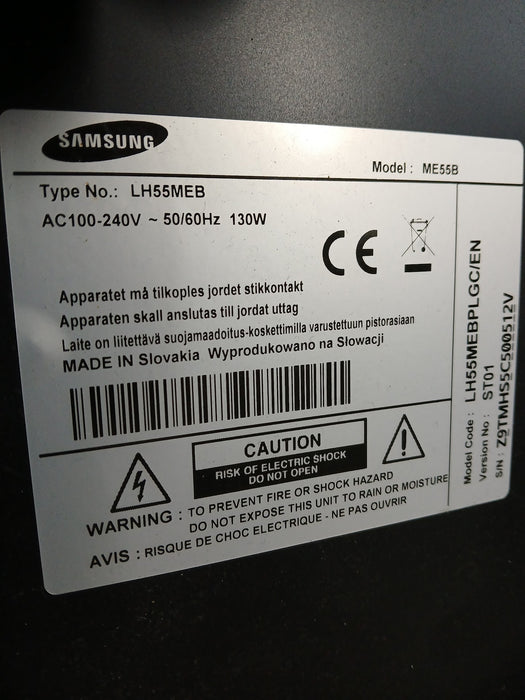 SAMSUNG
Model : ME55B
Type No.: LH55MEB
AC100-240V ~ 50/60Hz 130W
CE
Apparatet må tilkoples jordet stikkontakt
Apparaten skall anslutas till jordat uttag
Laite on liitettävä suojamaadoitus-koskettimilla varustettuun pistorasiaan
MADE IN Slovakia Wyprodukowano na Slowacji
CAUTION
RISK OF ELECTRIC SHOCK
DO NOT OPEN
WARNING : TO PREVENT FIRE OR SHOCK HAZARD
DO NOT EXPOSE THIS UNIT TO RAIN OR MOISTURE
AVIS : RISQUE DE CHOC ELECTRIQUE - NE PAS OUVRIR
Model Code : LH55MEBPLGC/EN
Version No : ST01
S/N : Z9TMHS5C500512V